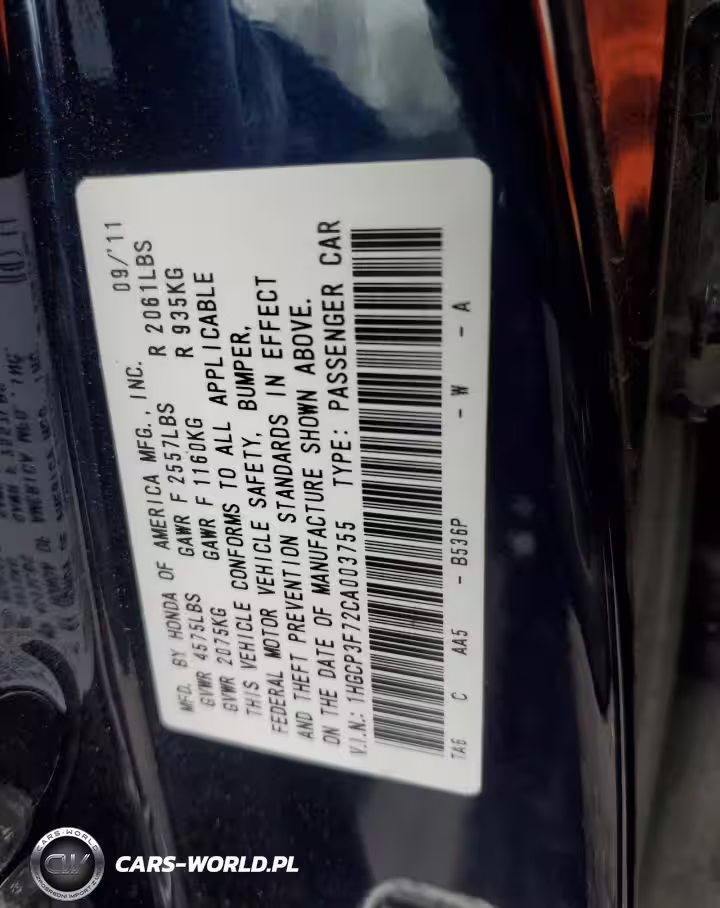 MFD. BY HONDA OF AMERICA MFG., INC. 09/'11
GVWR 4575LBS GAWR F 2557LBS R 2061LBS
GVWR 2075KG GAWR F 1160KG R 935KG
THIS VEHICLE CONFORMS TO ALL APPLICABLE
FEDERAL MOTOR VEHICLE SAFETY, BUMPER,
AND THEFT PREVENTION STANDARDS IN EFFECT
ON THE DATE OF MANUFACTURE SHOWN ABOVE.
V.I.N.: 1HGCP3F72CA003755 TYPE: PASSENGER CAR
TA6 C AA5 - B536P - W - A
CARS-WORLD
CARS-WORLD.PL